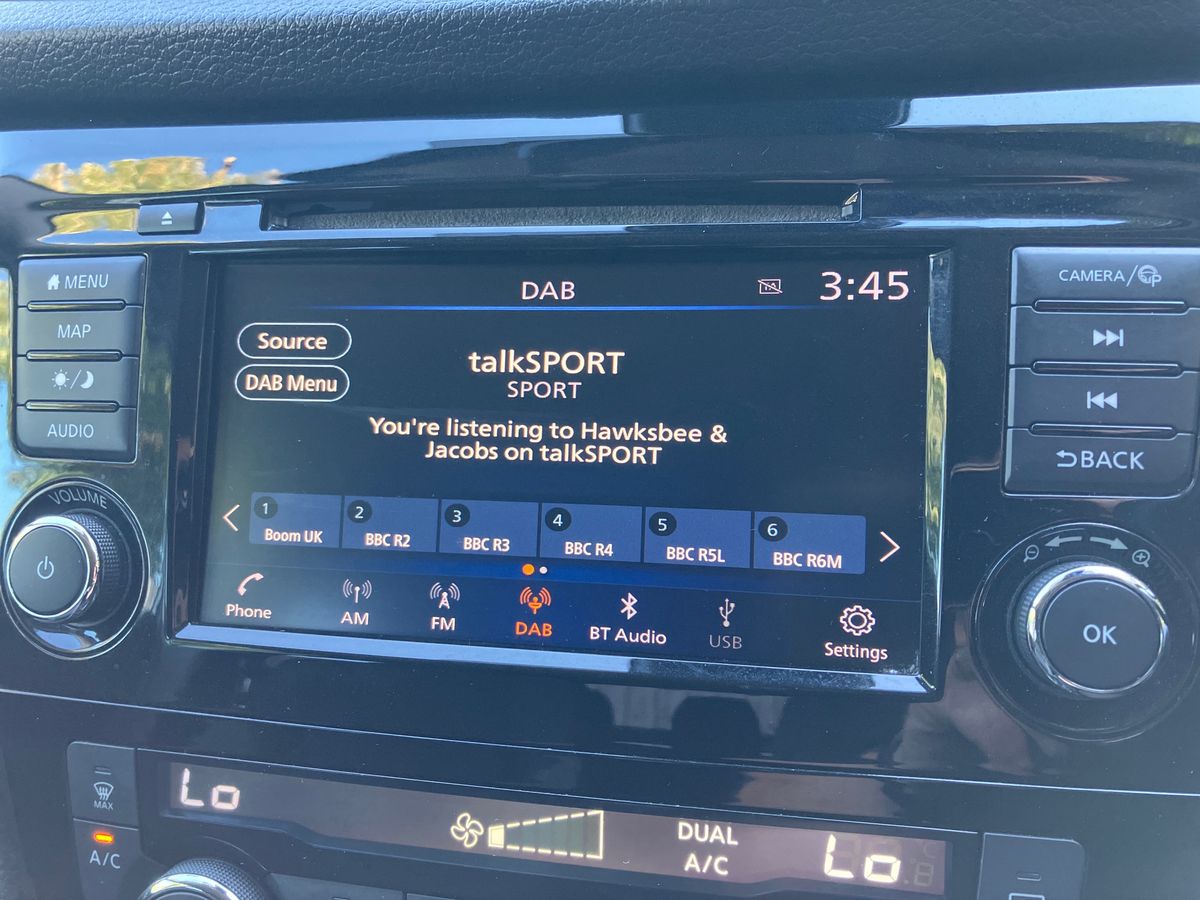 DAB
TA
3:45
MENU
MAP
AUDIO
VOLUME
Source
DAB Menu
talkSPORT
SPORT
You're listening to Hawksbee &
Jacobs on talkSPORT
1 Boom UK
2 BBC R2
3 BBC R3
4 BBC R4
5 BBC R5L
6 BBC R6M
Phone
AM
FM
DAB
BT Audio
USB
Settings
CAMERA/P
BACK
OK
MAX
A/C
Lo
DUAL
A/C
Lo